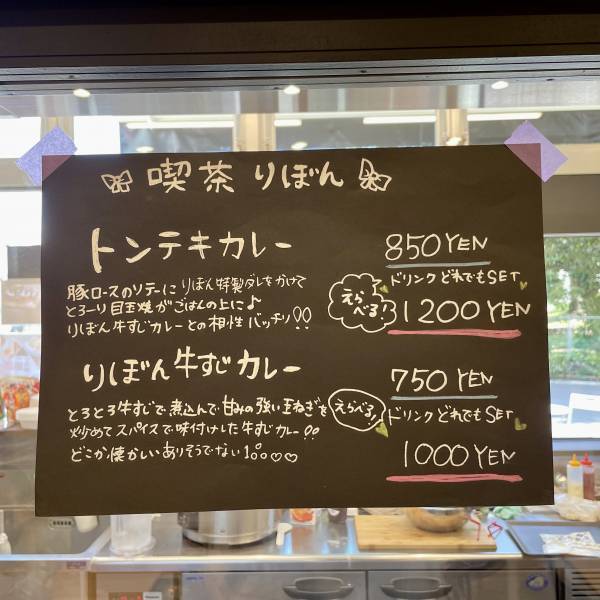 喫茶 りぼん
トンテキカレー
850YEN
豚ロースのソテーにりぼん特製ダレをかけて
とろーり目玉焼がごはんの上に♪
りぼん牛すじカレーとの相性バッチリ!!
えらべる!
ドリンクどれでもSET
1200YEN
りぼん牛すじカレー
750YEN
とろとろ牛すじで煮込んで甘みの強い玉ねぎを
炒めてスパイスで味付けした牛すじカレー!!
どこか懐かしいありそうでない
えらべる!
ドリンクどれでもSET
1000YEN